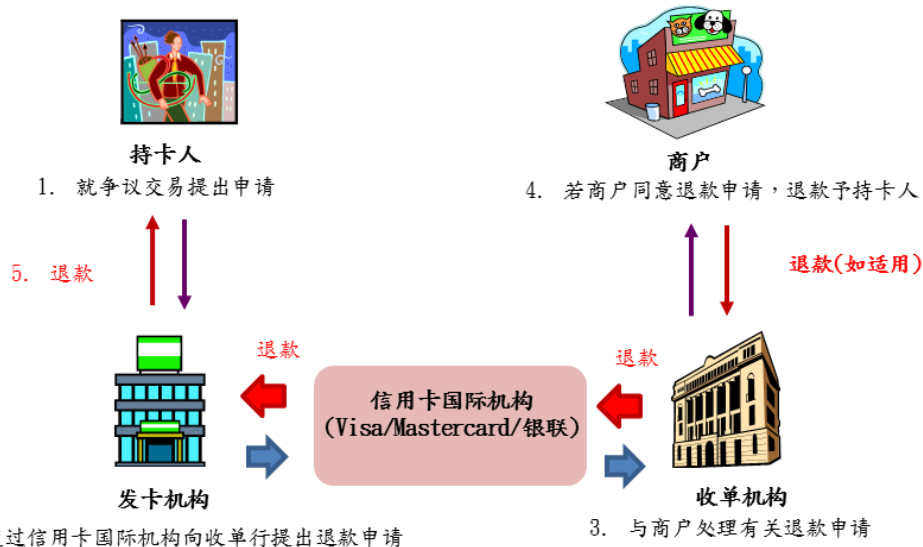 持卡人
1. 就争议交易提出申请
商户
4. 若商户同意退款申请，退款予持卡人
5. 退款
退款(如适用)
退款
退款
信用卡国际机构
(Visa/Mastercard/银联)
发卡机构
过信用卡国际机构向收单行提出退款申请
收单机构
3. 与商户处理有关退款申请